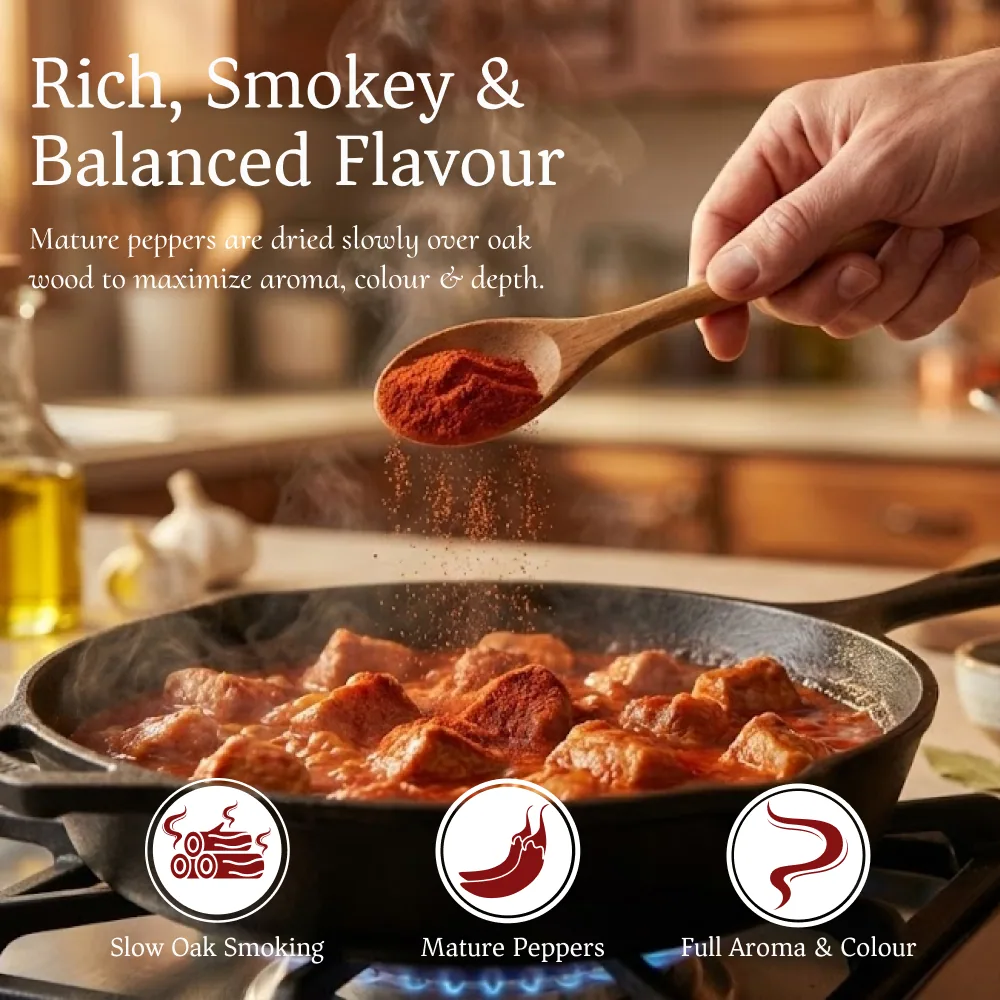 Rich, Smokey &
Balanced Flavour
Mature peppers are dried slowly over oak
wood to maximize aroma, colour & depth.
Slow Oak Smoking
Mature Peppers
Full Aroma & Colour